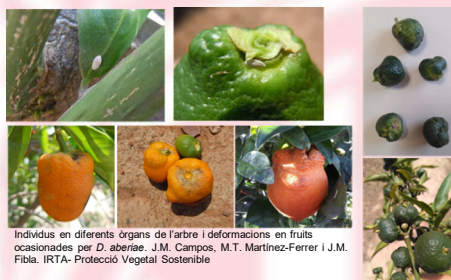 Individus en diferents òrgans de l'arbre i deformacions en fruits
ocasionades per D. aberiae. J.M. Campos, M.T. Martínez-Ferrer i J.M.
Fibla. IRTA- Protecció Vegetal Sostenible